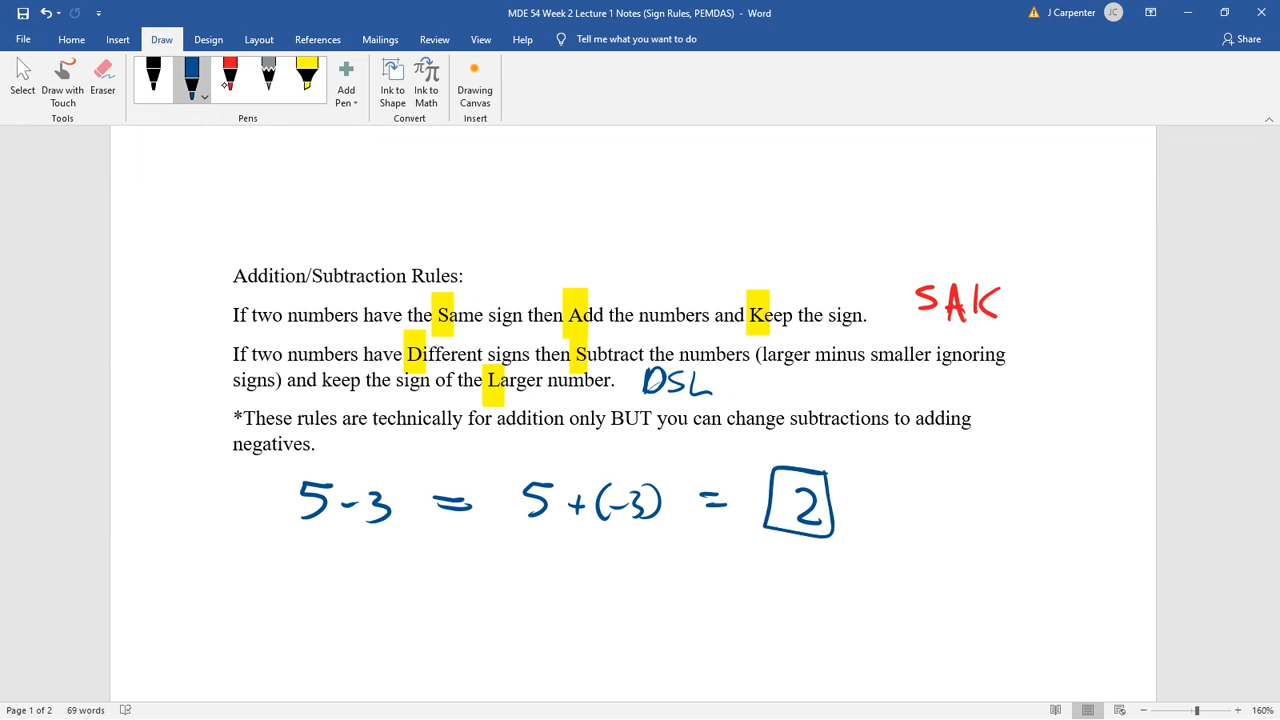 MDE 54 Week 2 Lecture 1 Notes (Sign Rules, PEMDAS) - Word
J Carpenter JC
File Home Insert Draw Design Layout References Mailings Review View Help Tell me what you want to do Share
Select Draw with Touch Eraser Add Pen Ink to Shape Ink to Math Drawing Canvas
Tools Pens Convert Insert
Addition/Subtraction Rules:
If two numbers have the Same sign then Add the numbers and Keep the sign. SAK
If two numbers have Different signs then Subtract the numbers (larger minus smaller ignoring
signs) and keep the sign of the Larger number. DSL
*These rules are technically for addition only BUT you can change subtractions to adding
negatives.
5 - 3 = 5 + (-3) = 2
Page 1 of 2 69 words 160%